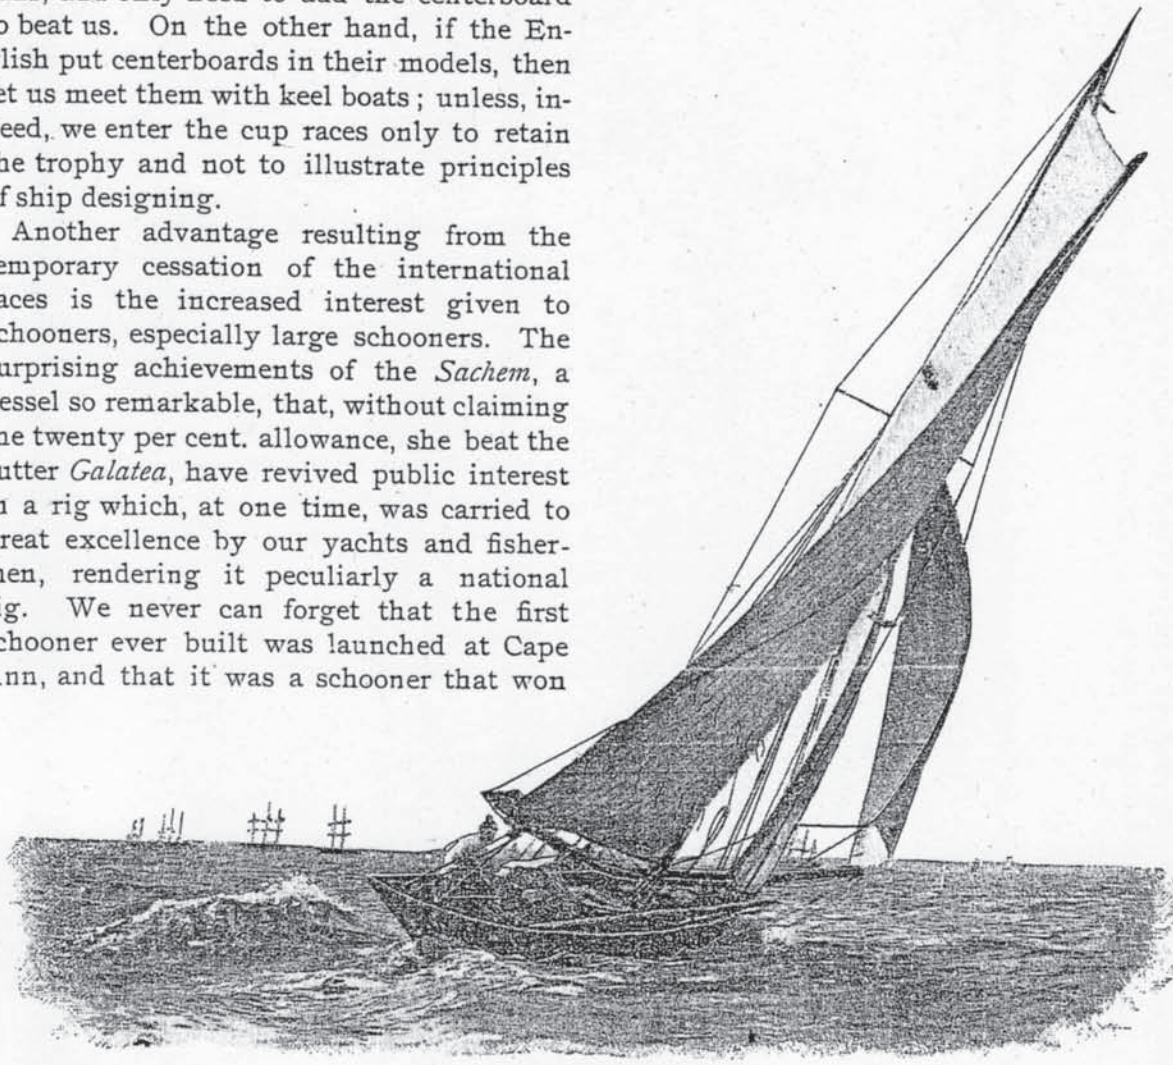 to beat us. On the other hand, if the En-
lish put centerboards in their models, then
et us meet them with keel boats; unless, in-
eed, we enter the cup races only to retain
he trophy and not to illustrate principles
f ship designing.
Another advantage resulting from the
emporary cessation of the international
aces is the increased interest given to
chooners, especially large schooners. The
urprising achievements of the Sachem, a
essel so remarkable, that, without claiming
he twenty per cent. allowance, she beat the
utter Galatea, have revived public interest
a rig which, at one time, was carried to
reat excellence by our yachts and fisher-
men, rendering it peculiarly a national
ig. We never can forget that the first
chooner ever built was launched at Cape
nn, and that it was a schooner that won